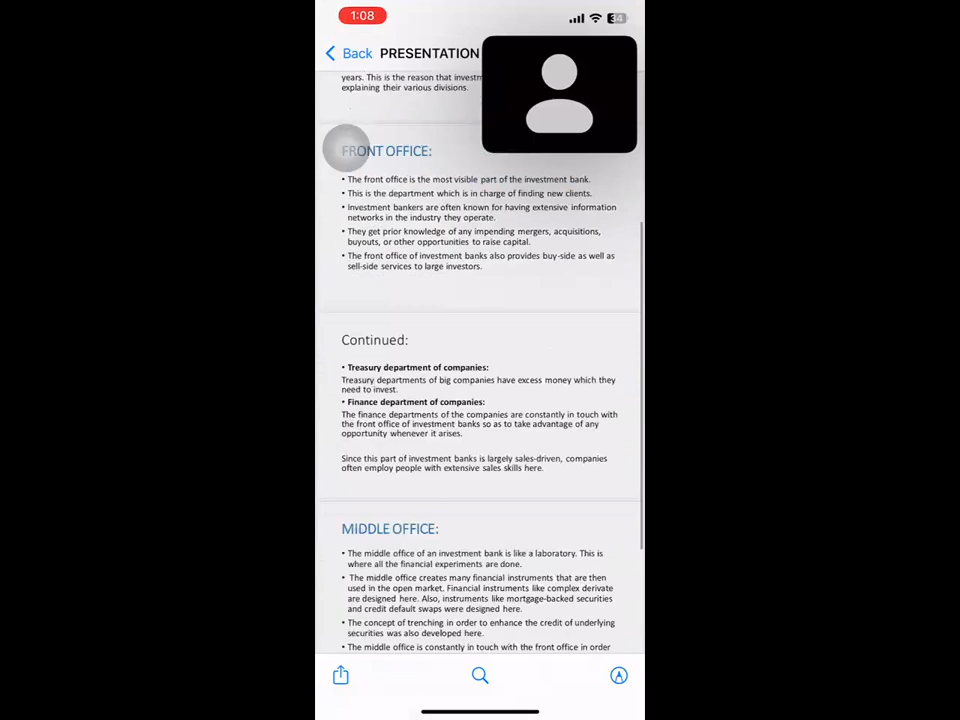 1:08
34
Back PRESENTATION
years. This is the reason that investm
explaining their various divisions.
FRONT OFFICE:
• The front office is the most visible part of the investment bank.
• This is the department which is in charge of finding new clients.
• Investment bankers are often known for having extensive information
networks in the industry they operate.
• They get prior knowledge of any impending mergers, acquisitions,
buyouts, or other opportunities to raise capital.
• The front office of investment banks also provides buy-side as well as
sell-side services to large investors.
Continued:
• Treasury department of companies:
Treasury departments of big companies have excess money which they
need to invest.
• Finance department of companies:
The finance departments of the companies are constantly in touch with
the front office of investment banks so as to take advantage of any
opportunity whenever it arises.
Since this part of investment banks is largely sales-driven, companies
often employ people with extensive sales skills here.
MIDDLE OFFICE:
• The middle office of an investment bank is like a laboratory. This is
where all the financial experiments are done.
• The middle office creates many financial instruments that are then
used in the open market. Financial instruments like complex derivate
are designed here. Also, instruments like mortgage-backed securities
and credit default swaps were designed here.
• The concept of trenching in order to enhance the credit of underlying
securities was also developed here.
• The middle office is constantly in touch with the front office in order